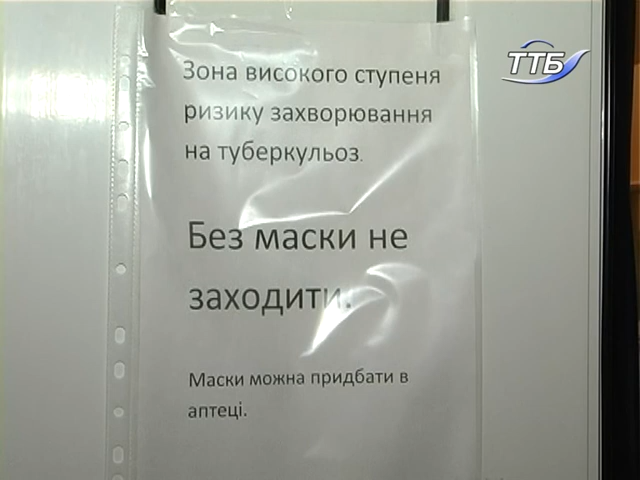 ТТБ
Зона високого ступеня
ризику захворювання
на туберкульоз.
Без маски не
заходити.
Маски можна придбати в
аптеці.